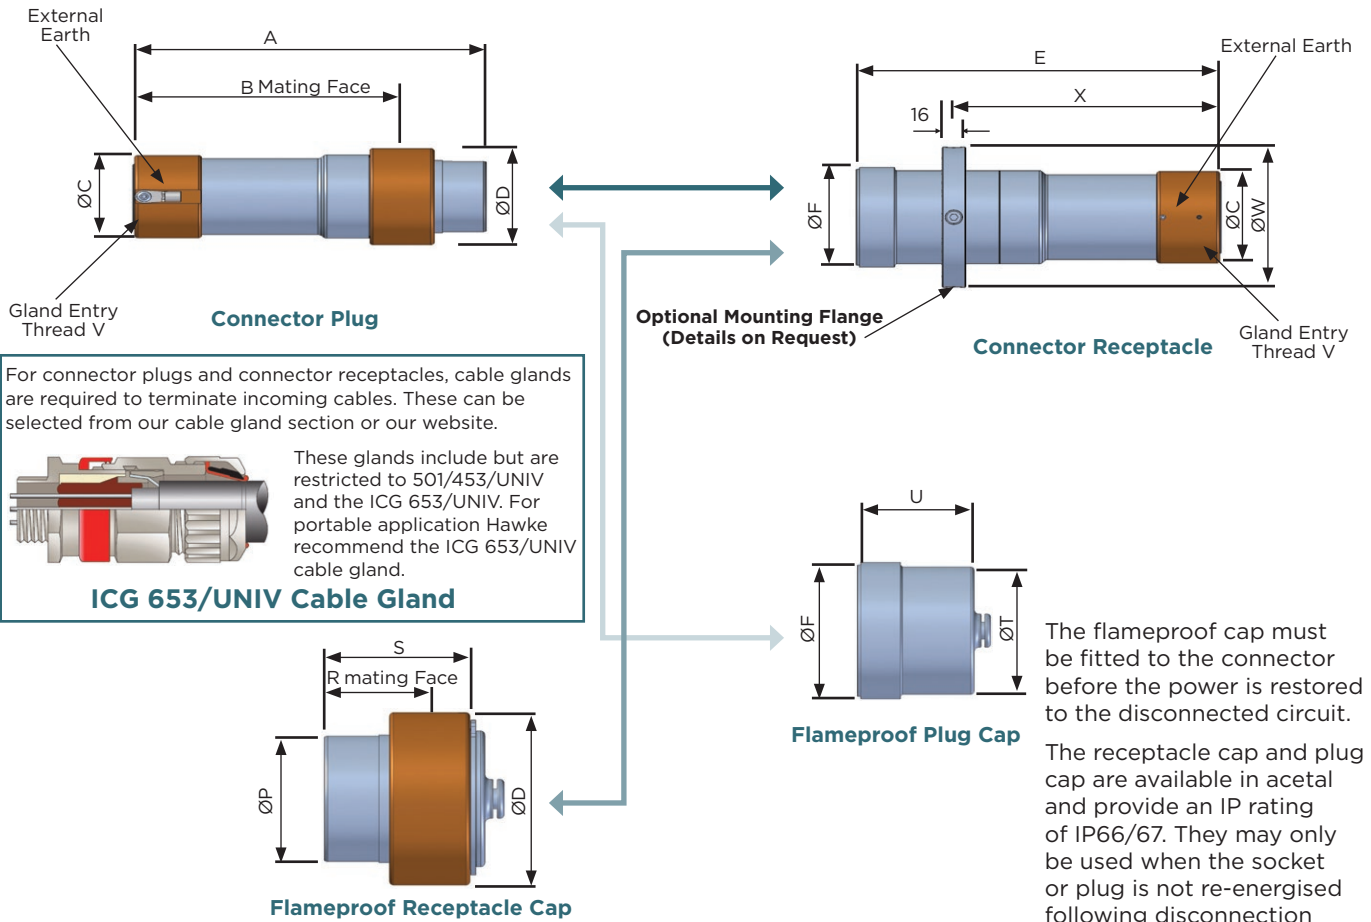 External
Earth
A
B Mating Face
ØC
ØD
Gland Entry
Thread V
Connector Plug
E
External Earth
X
16
ØF
ØC
ØW
Optional Mounting Flange
(Details on Request)
Connector Receptacle
Gland Entry
Thread V
For connector plugs and connector receptacles, cable glands
are required to terminate incoming cables. These can be
selected from our cable gland section or our website.
These glands include but are
restricted to 501/453/UNIV
and the ICG 653/UNIV. For
portable application Hawke
recommend the ICG 653/UNIV
cable gland.
ICG 653/UNIV Cable Gland
S
R mating Face
ØP
ØD
Flameproof Receptacle Cap
U
ØF
ØT
Flameproof Plug Cap
The flameproof cap must
be fitted to the connector
before the power is restored
to the disconnected circuit.
The receptacle cap and plug
cap are available in acetal
and provide an IP rating
of IP66/67. They may only
be used when the socket
or plug is not re-energised
following disconnection